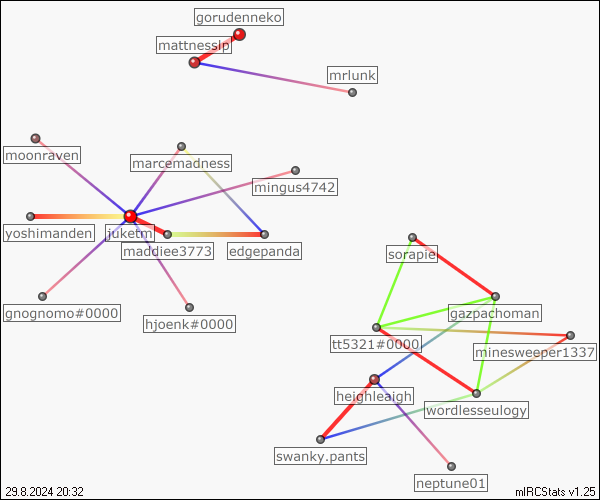 gorudenneko
mattnesslp
mrlunk
moonraven
marcemadness
mingus4742
yoshimanden
juketm
maddiee3773
edgepanda
sorapie
gnognomo#0000
hjoenk#0000
gazpachoman
tt5321#0000
minesweeper1337
heighleaigh
wordlesseulogy
swanky.pants
neptune01
29.8.2024 20:32
mIRCStats v1.25